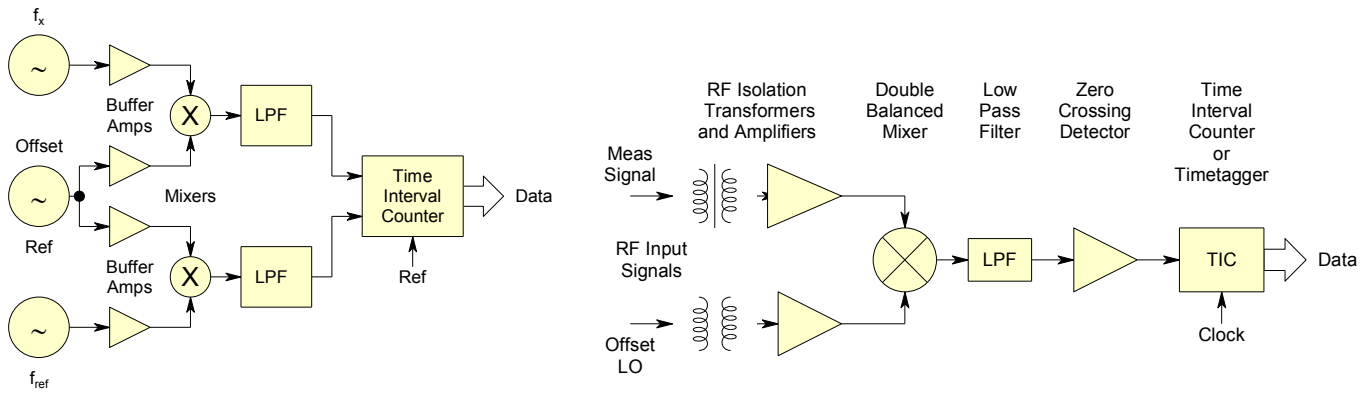 fx
~
Buffer
Amps
X
LPF
Offset
~
Ref
Mixers
Time
Interval
Counter
Data
Ref
Buffer
Amps
X
LPF
~
fref
RF Isolation
Transformers
and Amplifiers
Double
Balanced
Mixer
Low
Pass
Filter
Zero
Crossing
Detector
Time
Interval
Counter
or
Timetagger
Meas
Signal
RF Input
Signals
Offset
LO
LPF
TIC
Data
Clock